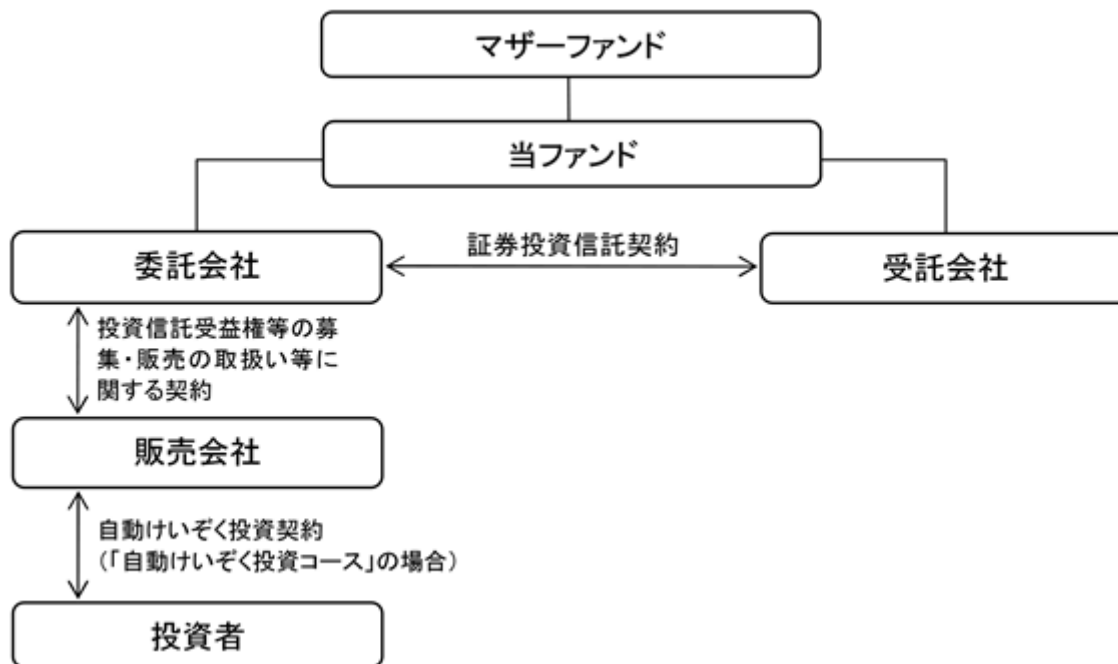 マザーファンド
当ファンド
委託会社
証券投資信託契約
受託会社
投資信託受益権等の募
集・販売の取扱い等に
関する契約
販売会社
自動けいぞく投資契約
(「自動けいぞく投資コース」の場合)
投資者